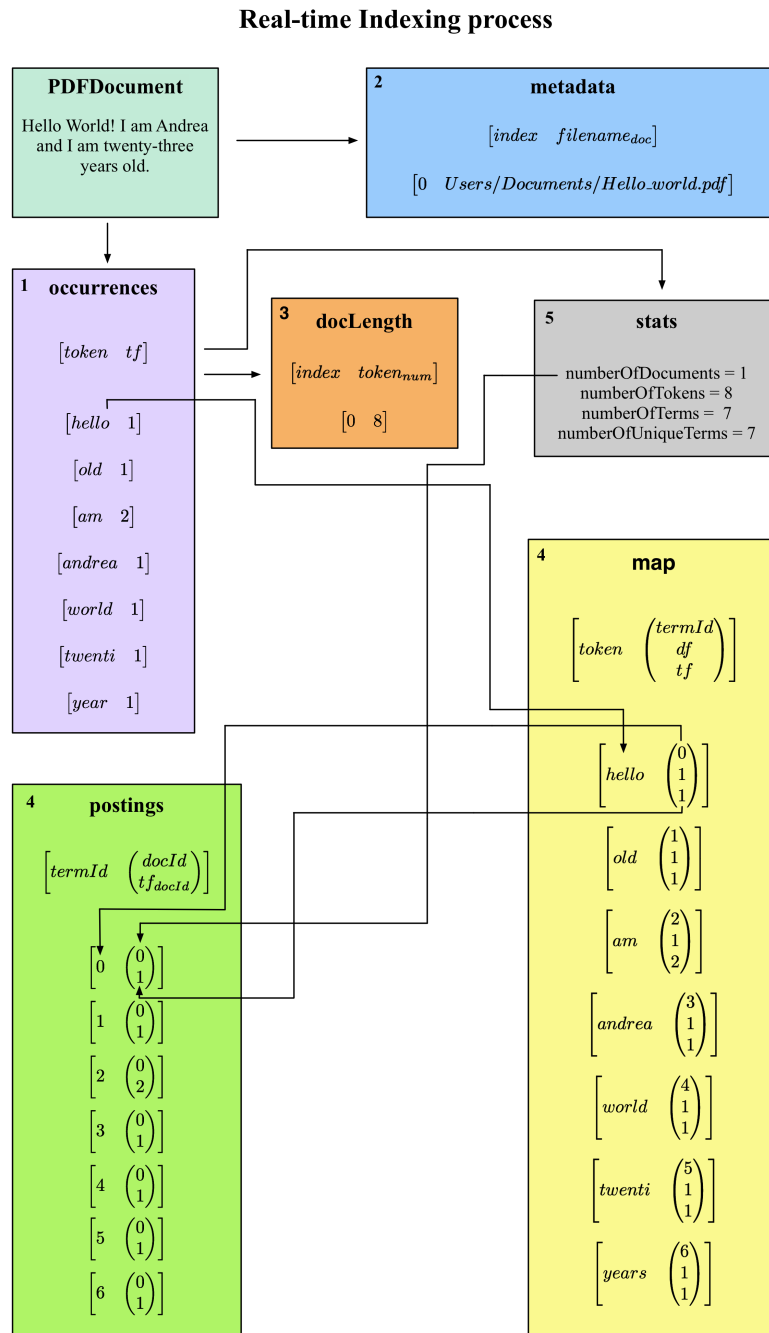 Real-time Indexing process
PDFDocument
Hello World! I am Andrea
and I am twenty-three
years old.
2
metadata
[index filename_doc]
[0 Users/Documents/Hello_world.pdf]
1
occurrences
[token tf]
[hello 1]
[old 1]
[am 2]
[andrea 1]
[world 1]
[twenti 1]
[year 1]
3
docLength
[index token_num]
[0 8]
5
stats
numberOfDocuments = 1
numberOfTokens = 8
numberOfTerms = 7
numberOfUniqueTerms = 7
4
map
[token (termId
df
tf)]
[hello (0
1
1)]
[old (1
1
1)]
[am (2
1
2)]
[andrea (3
1
1)]
[world (4
1
1)]
[twenti (5
1
1)]
[years (6
1
1)]
4
postings
[termId (docId
tf_docId)]
[0 (0
1)]
[1 (0
1)]
[2 (0
2)]
[3 (0
1)]
[4 (0
1)]
[5 (0
1)]
[6 (0
1)]